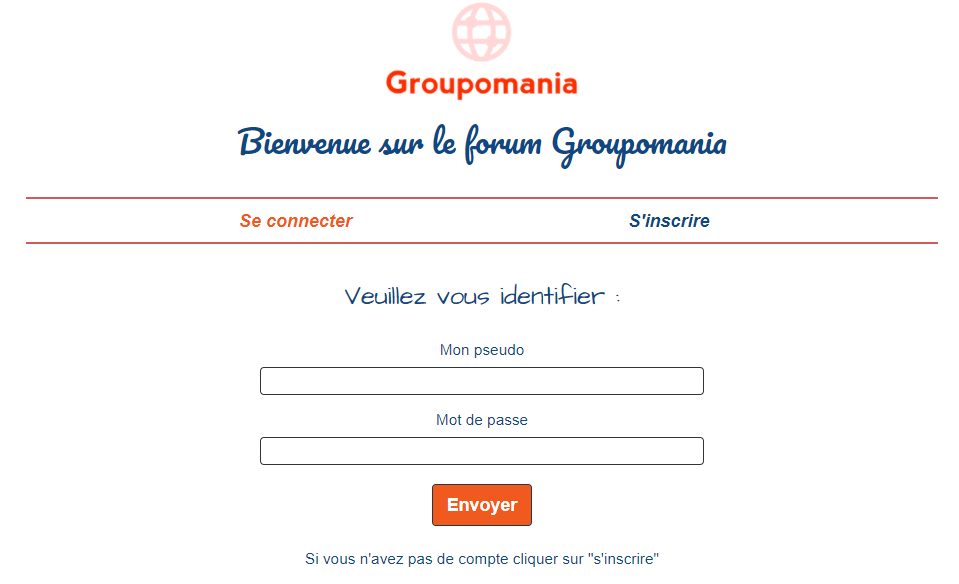 Groupomania
Bienvenue sur le forum Groupomania
Se connecter S'inscrire
Veuillez vous identifier :
Mon pseudo
Mot de passe
Envoyer
Si vous n'avez pas de compte cliquer sur "s'inscrire"